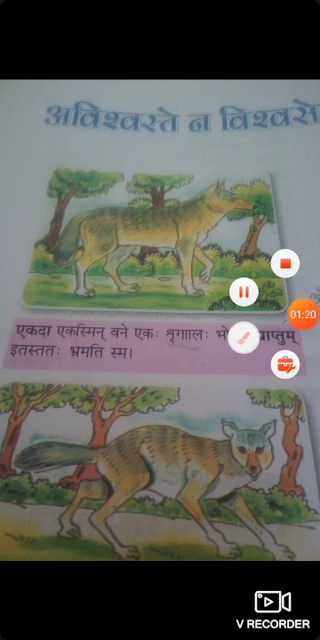 अविश्वस्ते न विश्वसे
एकदा एकस्मिन् वने एकः शृगालः
इतस्ततः भ्रमति स्म।
01:20
V RECORDER